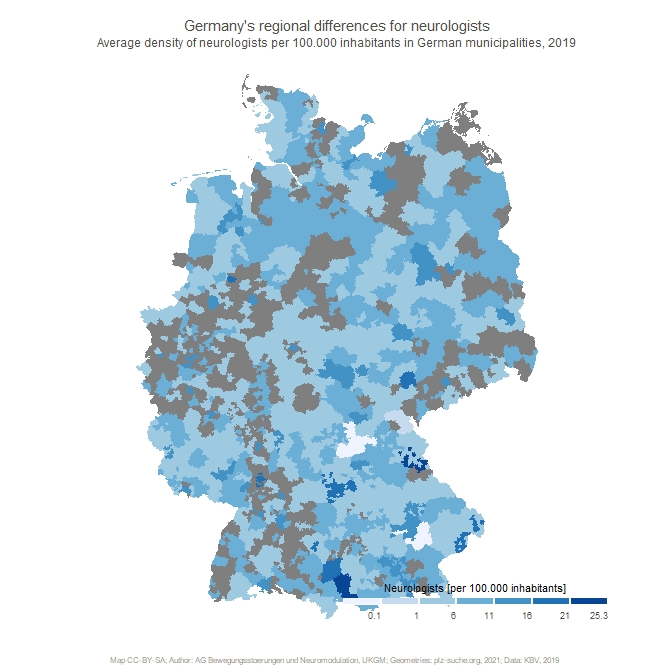 Germany's regional differences for neurologists
Average density of neurologists per 100.000 inhabitants in German municipalities, 2019
Neurologists [per 100.000 inhabitants]
0.1 1 6 11 16 21 25.3
Map CC-BY-SA; Author: AG Bewegungsstoerungen und Neuromodulation, UKGM; Geometries: plz-suche.org, 2021; Data: KBV, 2019